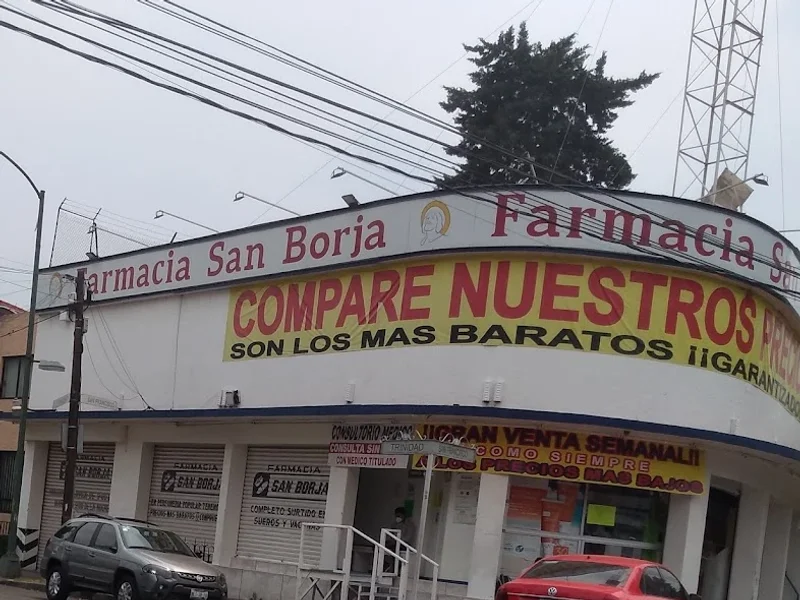 Farmacia San Borja
Farmacia Sa
COMPARE NUESTROS PREC
SON LOS MAS BARATOS ¡¡GARANTIZADO
CONSULTORIO MEDICO
CONSULTA SIN
CON MEDICO TITULADO
¡¡GRAN VENTA SEMANAL!!
COMO SIEMPRE
A LOS PRECIOS MAS BAJOS
TRINIDAD
FARMACIA
SAN BORJA
FARMACIA
SAN BORJA
FARMACIA
SAN BORJA
COMPLETO SURTIDO EN
SUEROS Y VACUNAS